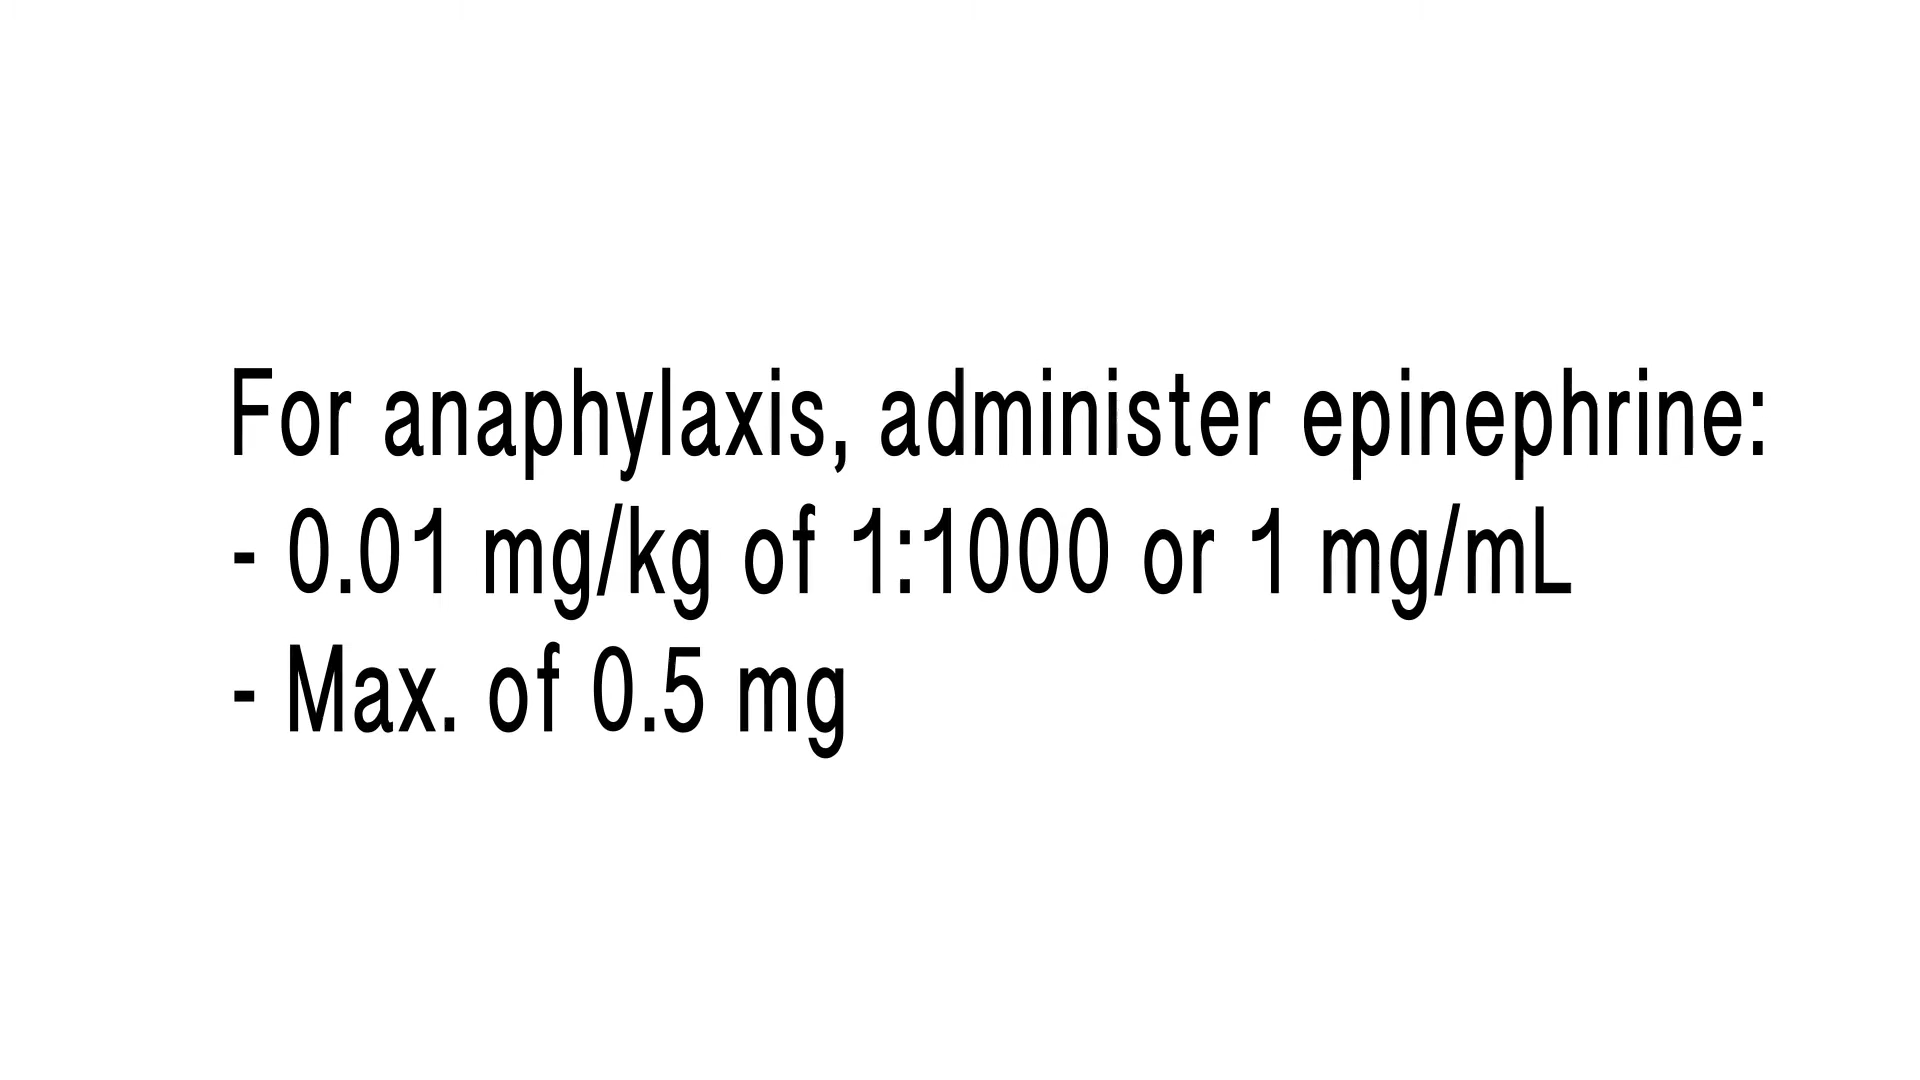 For anaphylaxis, administer epinephrine:
- 0.01 mg/kg of 1:1000 or 1 mg/mL
- Max. of 0.5 mg